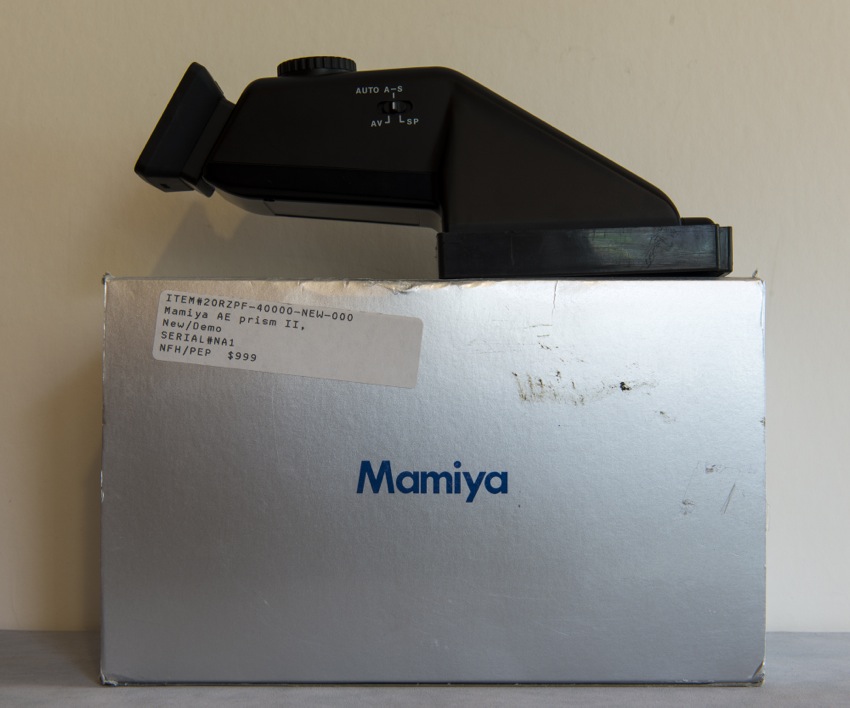 AUTO A-S
AV SP
ITEM#20RZPF-40000-NEW-000
Mamiya AE prism II,
New/Demo
SERIAL#NA1
NFH/PEP $999
Mamiya